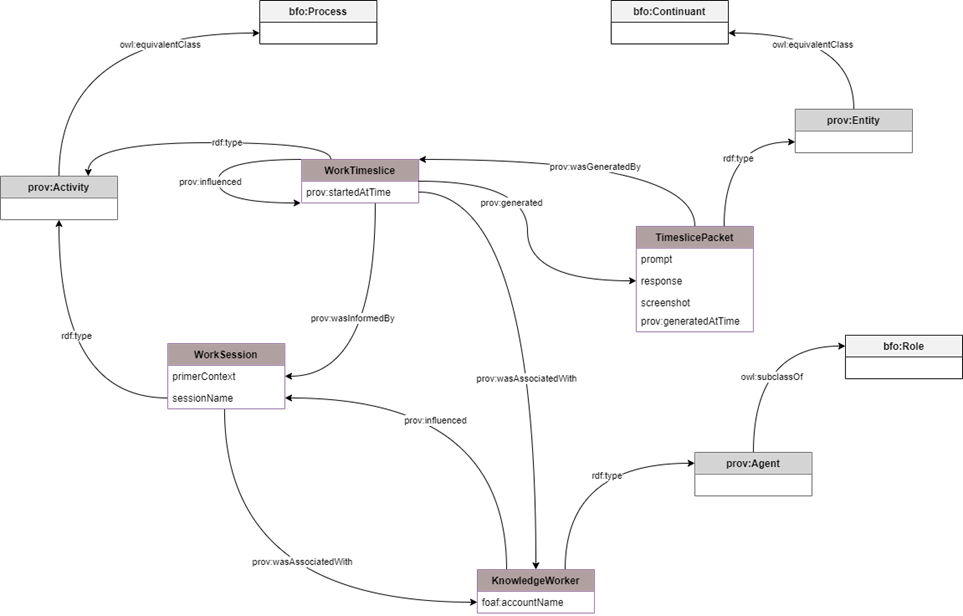 bfo:Process
bfo:Continuant
owl:equivalentClass
owl:equivalentClass
prov:Entity
rdf:type
rdf:type
prov:wasGeneratedBy
WorkTimeslice
prov:startedAtTime
prov:influenced
prov:Activity
prov:generated
TimeslicePacket
prompt
response
screenshot
prov:generatedAtTime
prov:wasInformedBy
rdf:type
WorkSession
primerContext
sessionName
bfo:Role
owl:subclassOf
prov:wasAssociatedWith
prov:influenced
prov:Agent
rdf:type
prov:wasAssociatedWith
KnowledgeWorker
foaf:accountName